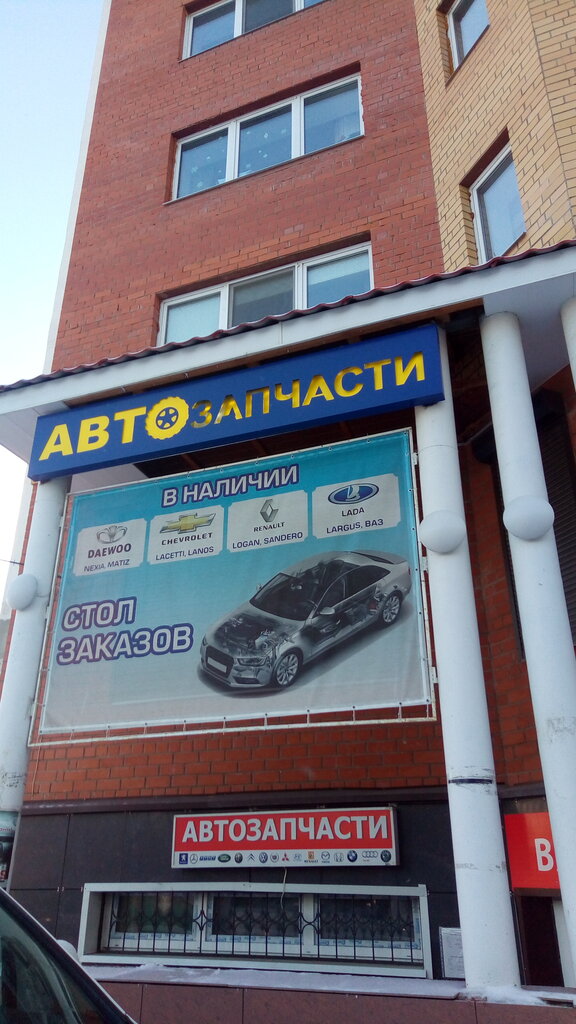 АВТОЗАПЧАСТИ
В НАЛИЧИИ
DAEWOO
NEXIA, MATIZ
CHEVROLET
LACETTI, LANOS
RENAULT
LOGAN, SANDERO
LADA
LARGUS, ВАЗ
СТОЛ
ЗАКАЗОВ
АВТОЗАПЧАСТИ
В